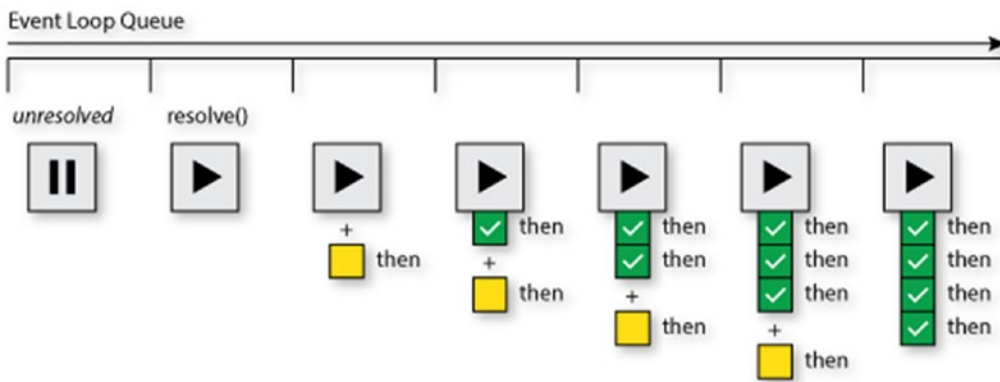 Event Loop Queue
unresolved resolve()
+ then then then then
then + then then then
+ then + then then then
+ then then
+ then